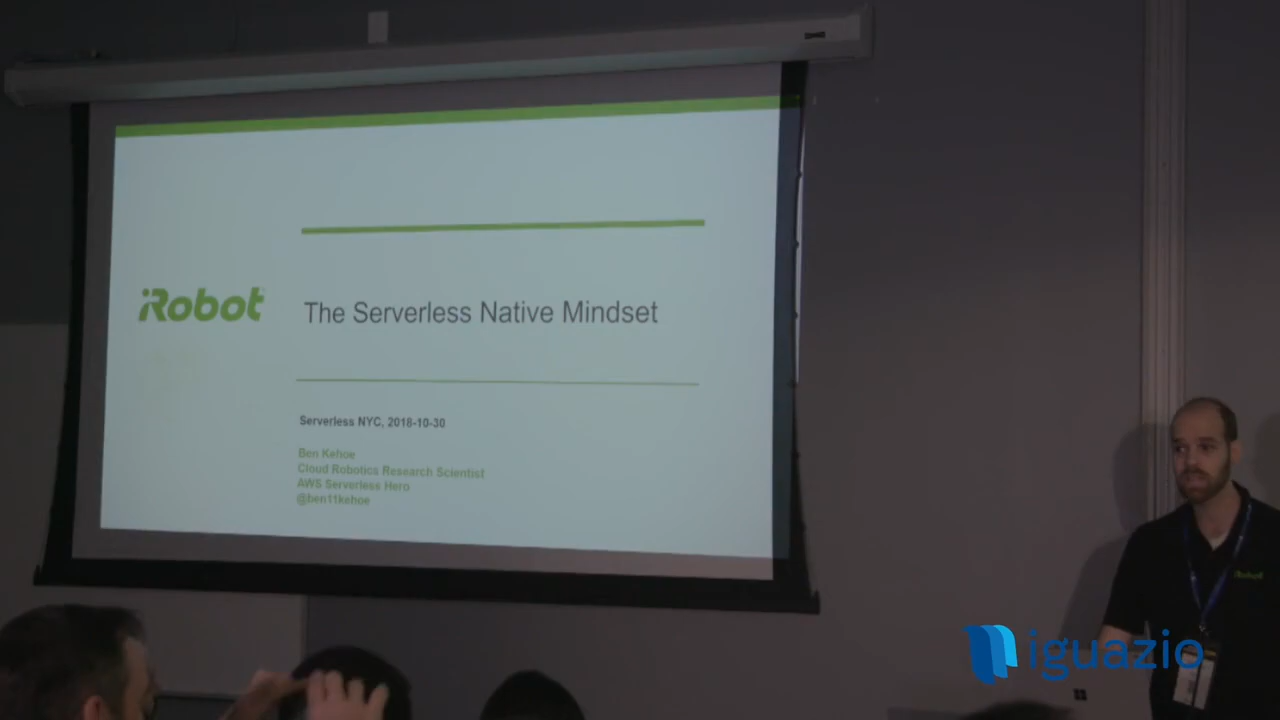 iRobot
The Serverless Native Mindset
Serverless NYC, 2018-10-30
Ben Kehoe
Cloud Robotics Research Scientist
AWS Serverless Hero
@ben11kehoe
iRobot
iguazio